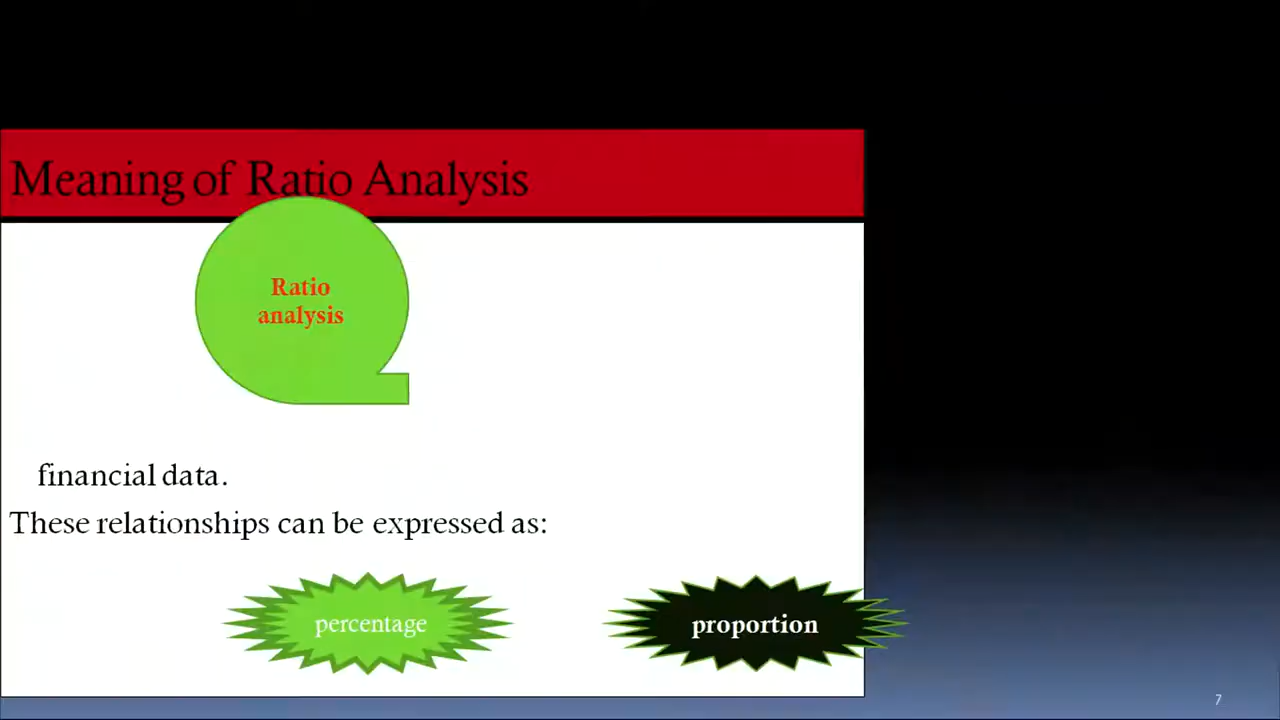 Meaning of Ratio Analysis
Ratio
analysis
financial data.
These relationships can be expressed as:
percentage
proportion
7